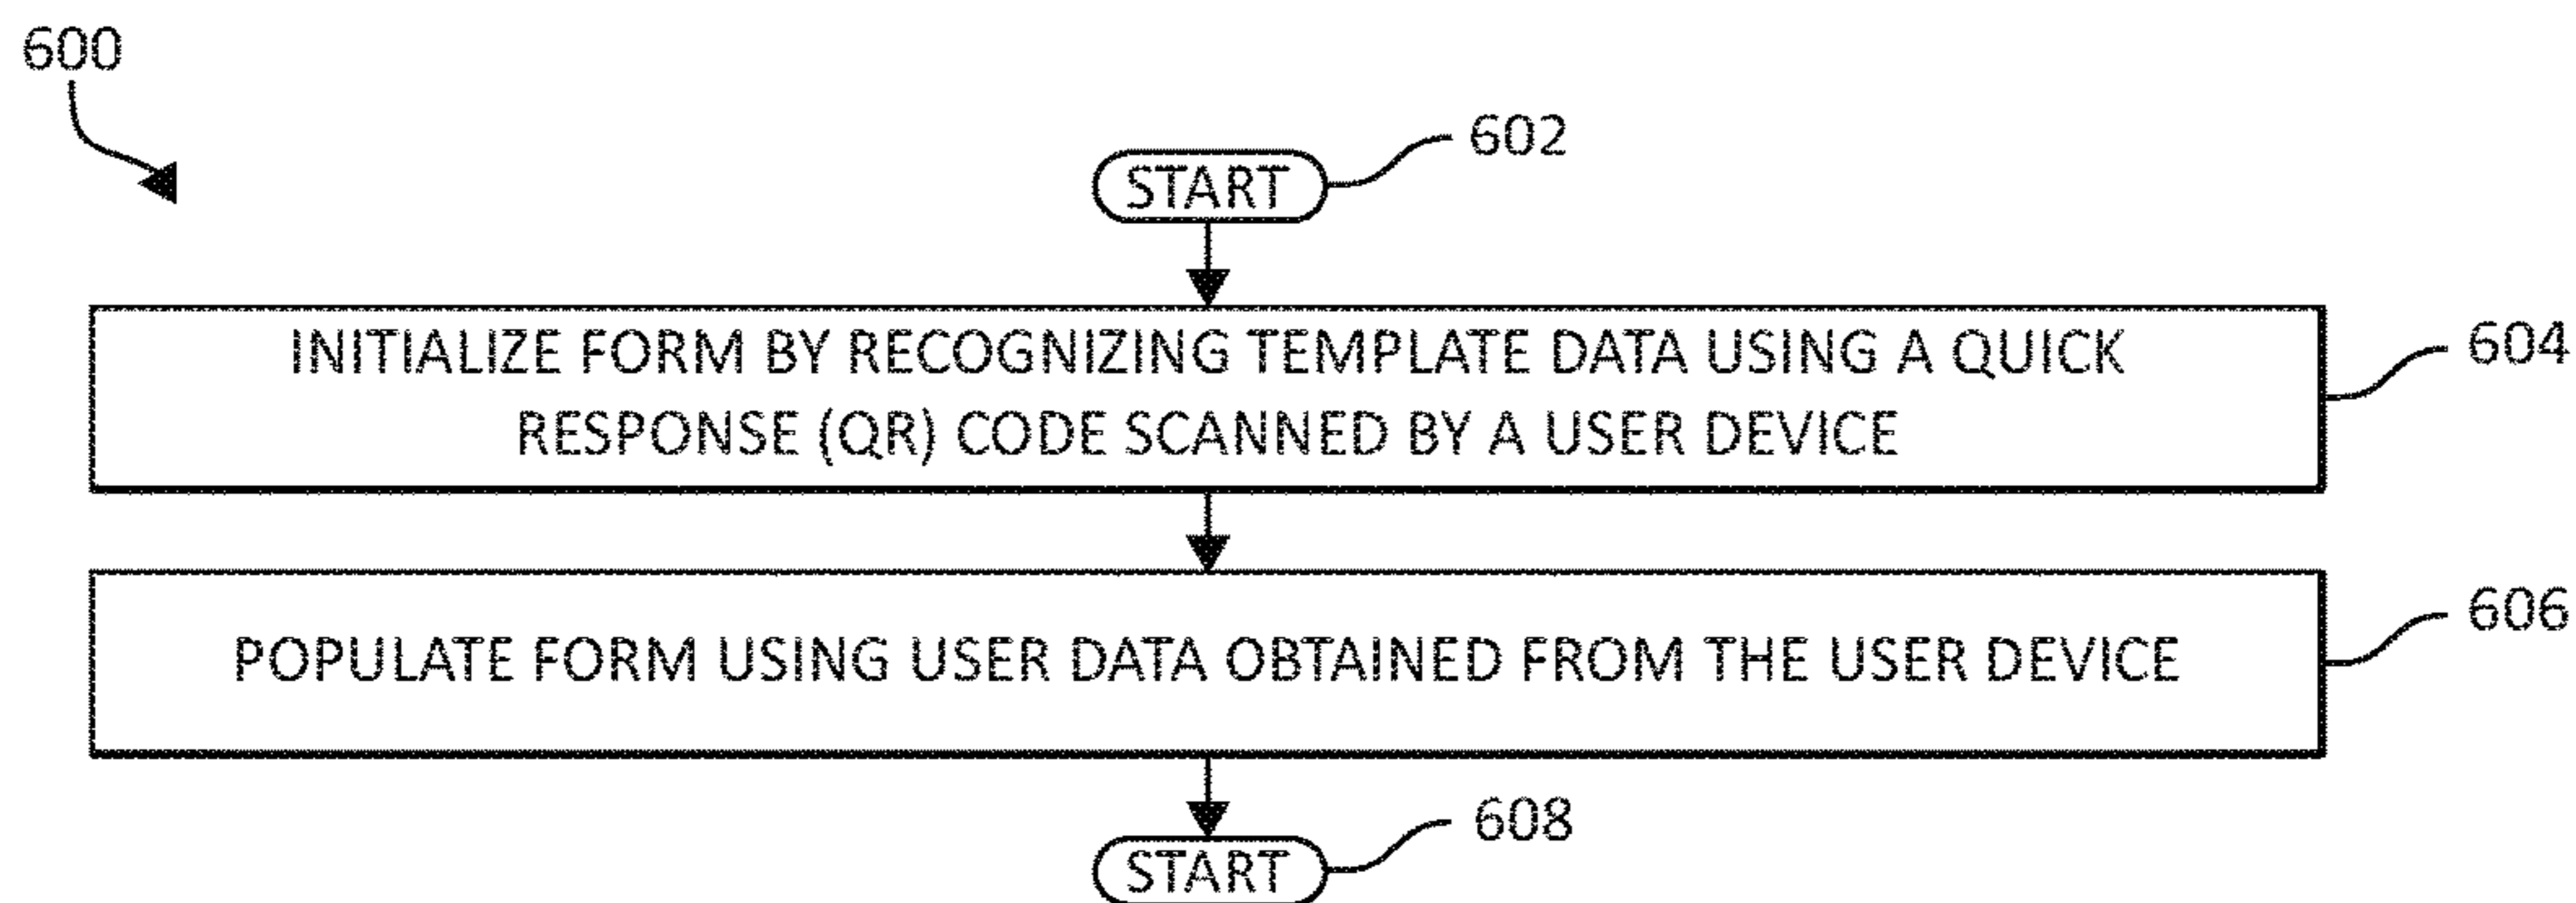 600
START
602
INITIALIZE FORM BY RECOGNIZING TEMPLATE DATA USING A QUICK
RESPONSE (QR) CODE SCANNED BY A USER DEVICE
604
POPULATE FORM USING USER DATA OBTAINED FROM THE USER DEVICE
606
START
608